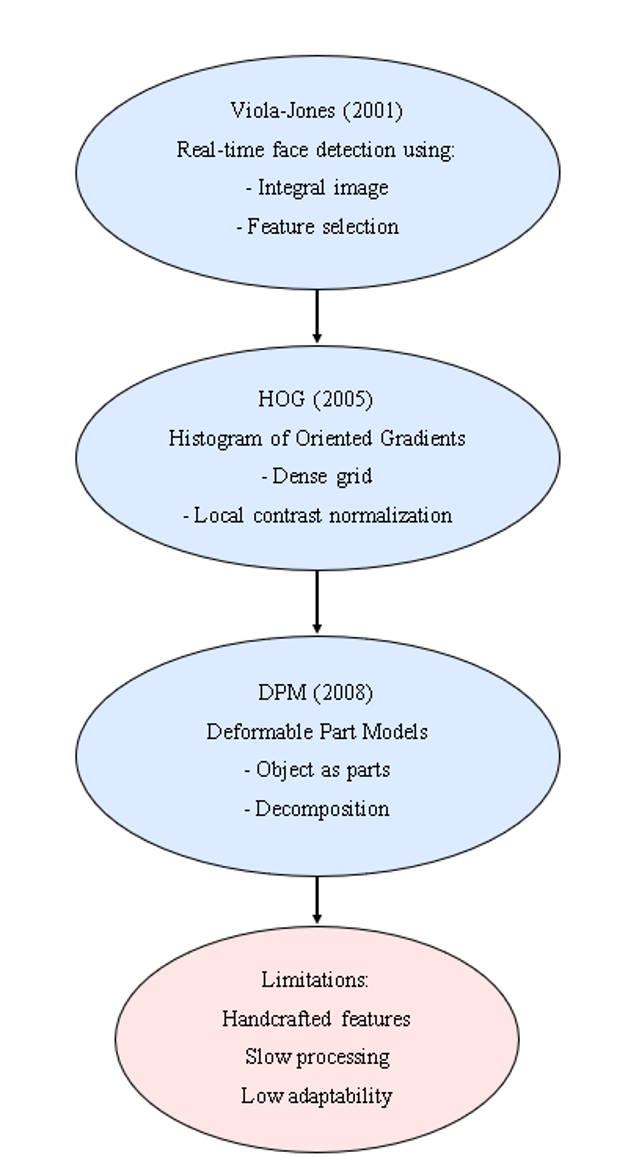 Viola-Jones (2001)
Real-time face detection using:
- Integral image
- Feature selection
HOG (2005)
Histogram of Oriented Gradients
- Dense grid
- Local contrast normalization
DPM (2008)
Deformable Part Models
- Object as parts
- Decomposition
Limitations:
Handcrafted features
Slow processing
Low adaptability